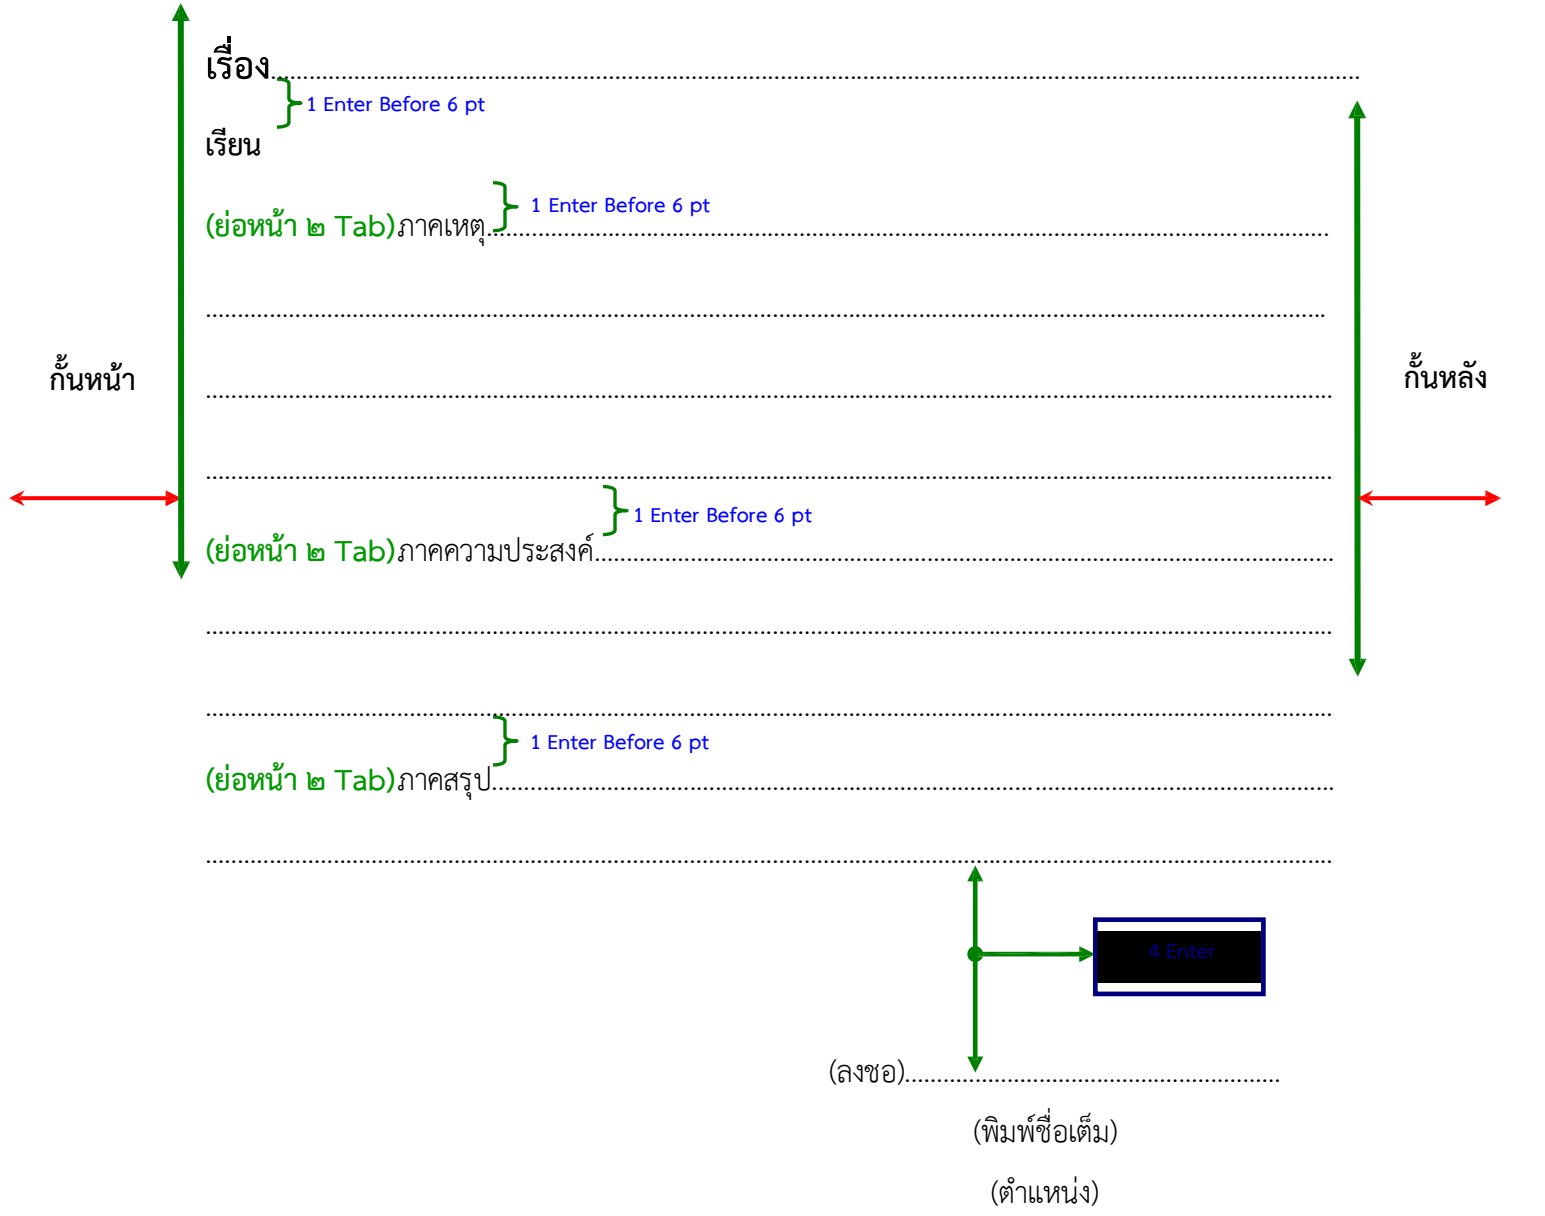 เรื่อง........................................................................................................................................................................
1 Enter Before 6 pt
เรียน
1 Enter Before 6 pt
(ย่อหน้า ๒ Tab)ภาคเหตุ....................................................................................................................................
....................................................................................................................................................................................
กั้นหน้า
กั้นหลัง
....................................................................................................................................................................................
....................................................................................................................................................................................
1 Enter Before 6 pt
(ย่อหน้า ๒ Tab)ภาคความประสงค์....................................................................................................................
....................................................................................................................................................................................
....................................................................................................................................................................................
1 Enter Before 6 pt
(ย่อหน้า ๒ Tab)ภาคสรุป....................................................................................................................................
....................................................................................................................................................................................
4 Enter
(ลงชอ)...........................................................
(พิมพ์ชื่อเต็ม)
(ตำแหน่ง)